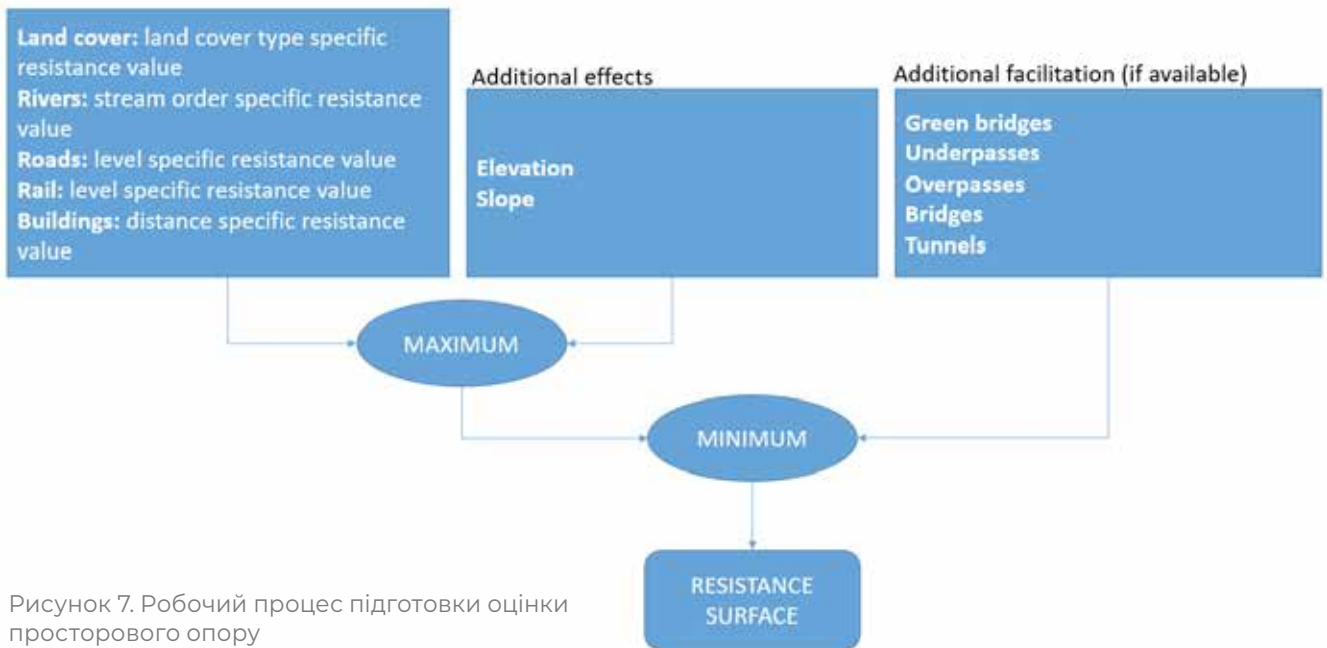 Land cover: land cover type specific
resistance value
Rivers: stream order specific resistance
value
Roads: level specific resistance value
Rail: level specific resistance value
Buildings: distance specific resistance
value
Additional effects
Elevation
Slope
Additional facilitation (if available)
Green bridges
Underpasses
Overpasses
Bridges
Tunnels
MAXIMUM
MINIMUM
RESISTANCE
SURFACE
Рисунок 7. Робочий процес підготовки оцінки
просторового опору